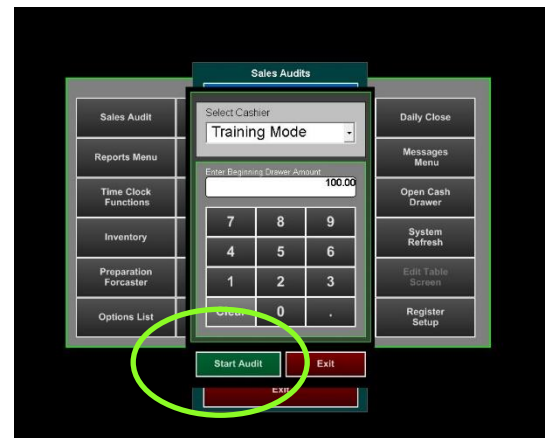 Sales Audits
Sales Audit
Reports Menu
Time Clock
Functions
Inventory
Preparation
Forcaster
Options List
Select Cashier
Training Mode
Enter Beginning Drawer Amount
100.00
7 8 9
4 5 6
1 2 3
Clear 0 .
Start Audit Exit
Exit
Daily Close
Messages
Menu
Open Cash
Drawer
System
Refresh
Edit Table
Screen
Register
Setup